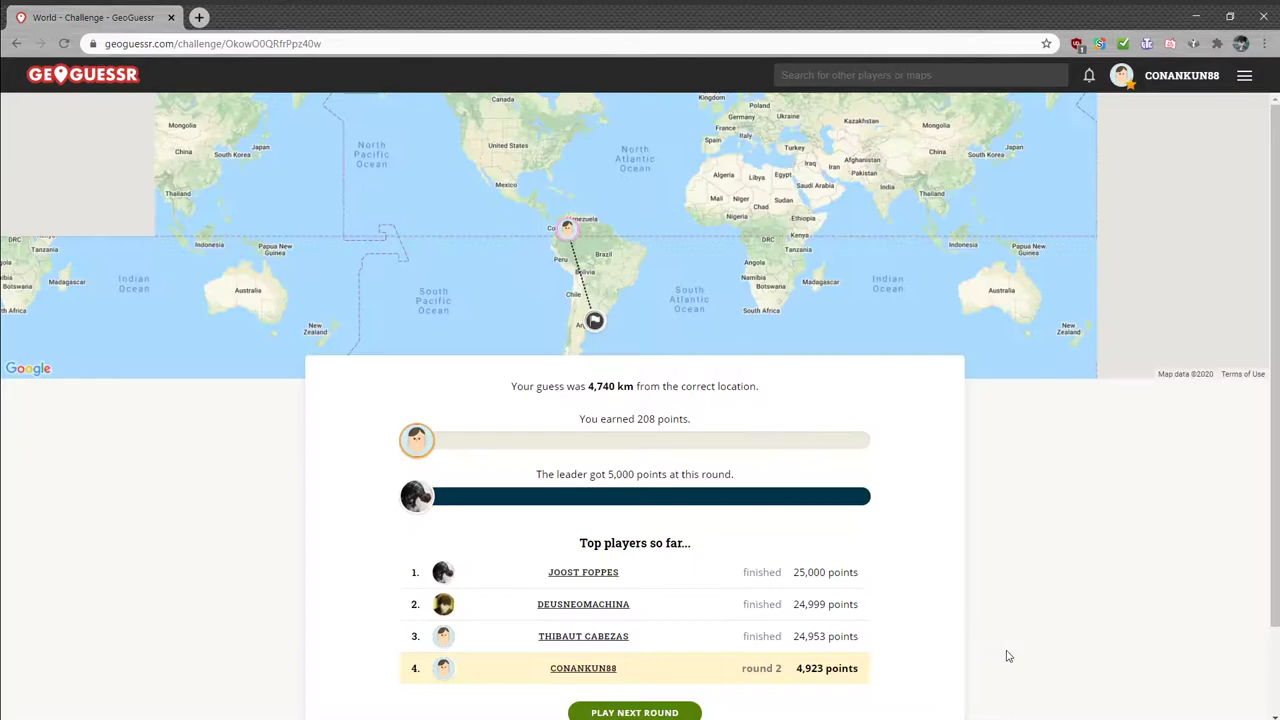 World - Challenge - GeoGuessr
geoguessr.com/challenge/OkowO0QRfrPpz40w
GEOGUESSR
Search for other players or maps
CONANKUN88
Mongolia
China
South Korea
Japan
Thailand
Indonesia
Papua New Guinea
DRC
Tanzania
Botswana
Madagascar
Indian Ocean
Australia
New Zealand
North Pacific Ocean
South Pacific Ocean
Canada
United States
Mexico
Venezuela
Peru
Brazil
Bolivia
Chile
North Atlantic Ocean
South Atlantic Ocean
Kingdom
Poland
Germany
Ukraine
France
Italy
Spain
Turkey
Kazakhstan
Iraq
Iran
Afghanistan
Pakistan
Algeria
Libya
Egypt
Saudi Arabia
India
Mali
Niger
Chad
Sudan
Nigeria
Ethiopia
DRC
Kenya
Tanzania
Angola
Namibia
Botswana
Madagascar
South Africa
Indian Ocean
Mongolia
China
South Korea
Japan
Thailand
Indonesia
Papua New Guinea
Australia
New Zealand
Google
Map data ©2020
Terms of Use
Your guess was 4,740 km from the correct location.
You earned 208 points.
The leader got 5,000 points at this round.
Top players so far...
1. JOOST FOPPES finished 25,000 points
2. DEUSNEOMACHINA finished 24,999 points
3. THIBAUT CABEZAS finished 24,953 points
4. CONANKUN88 round 2 4,923 points
PLAY NEXT ROUND